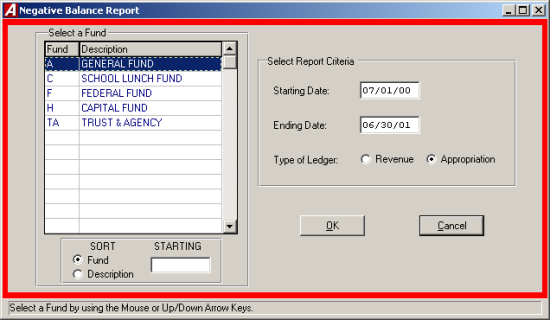 Negative Balance Report
Select a Fund
Fund Description
A GENERAL FUND
C SCHOOL LUNCH FUND
F FEDERAL FUND
H CAPITAL FUND
TA TRUST & AGENCY
SORT STARTING
Fund
Description
Select Report Criteria
Starting Date: 07/01/00
Ending Date: 06/30/01
Type of Ledger: Revenue Appropriation
OK Cancel
Select a Fund by using the Mouse or Up/Down Arrow Keys.